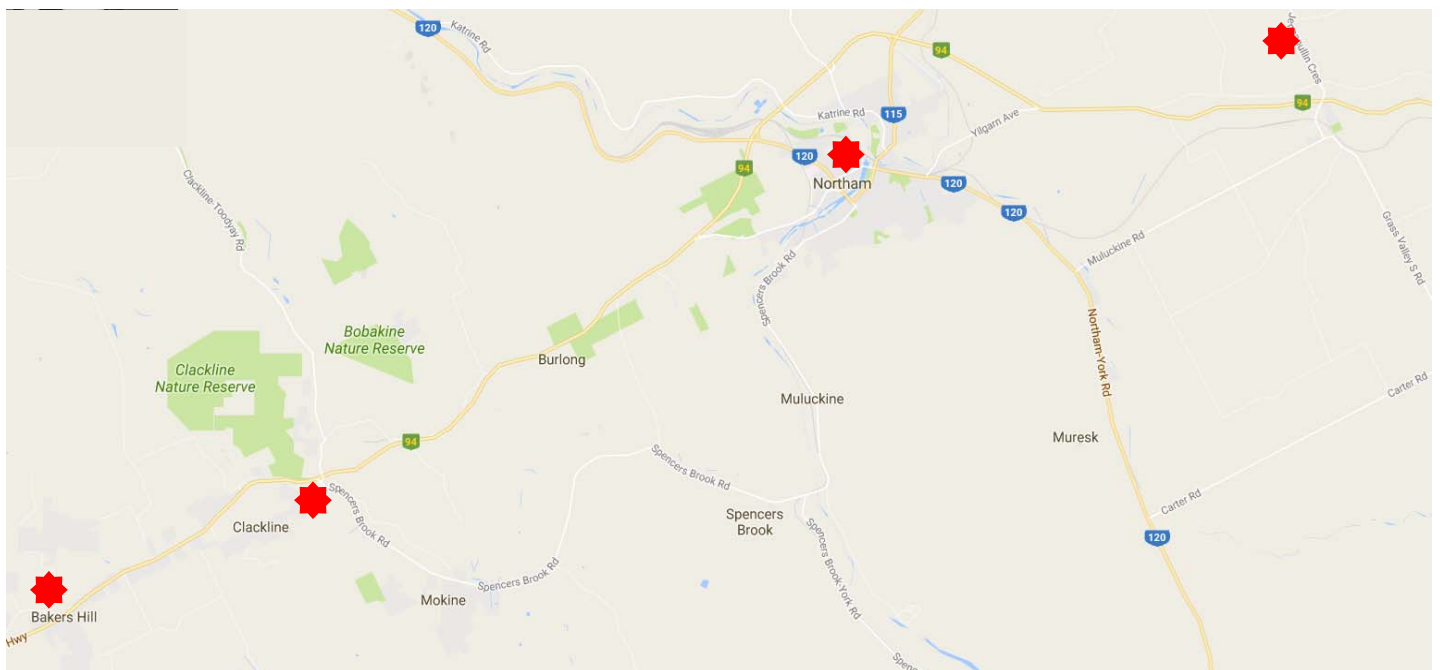 120
Katrine Rd
94
115
Katrine Rd
Yilgarn Ave
94
120
94
Northam
120
120
Clackline-Toodyay Rd
Muluckine Rd
Grass Valley S Rd
Spencers Brook Rd
Bobakine
Nature Reserve
Burlong
Clackline
Nature Reserve
Northam-York Rd
Muluckine
Carter Rd
Muresk
94
Spencers Brook Rd
Spencers Brook Rd
Clackline
Carter Rd
Spencers
Brook
120
Spencers Brook Rd
Mokine
Spencers Brook-York Rd
Bakers Hill
Hwy